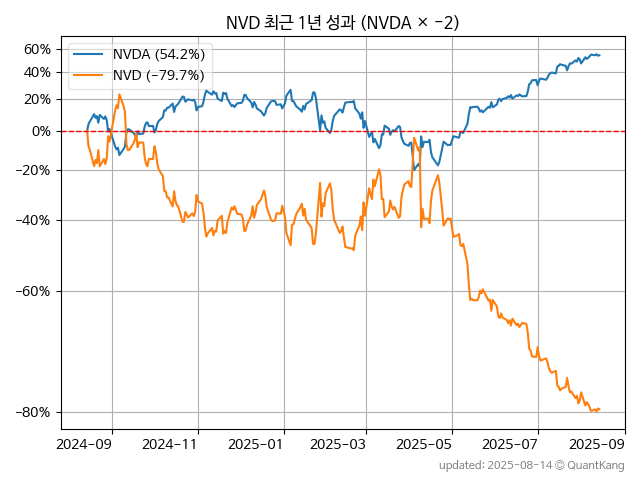 NVD 최근 1년 성과 (NVDA × −2)
NVDA (54.2%)
NVD (−79.7%)
60%
40%
20%
0%
−20%
−40%
−60%
−80%
2024-09 2024-11 2025-01 2025-03 2025-05 2025-07 2025-09
updated: 2025-08-14 © QuantKang